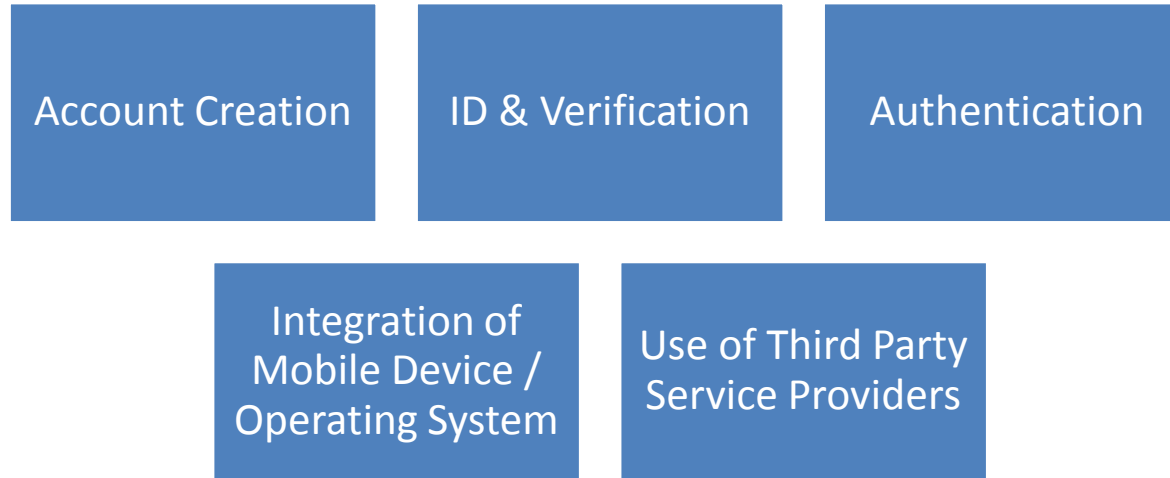 Account Creation
ID & Verification
Authentication
Integration of
Mobile Device /
Operating System
Use of Third Party
Service Providers